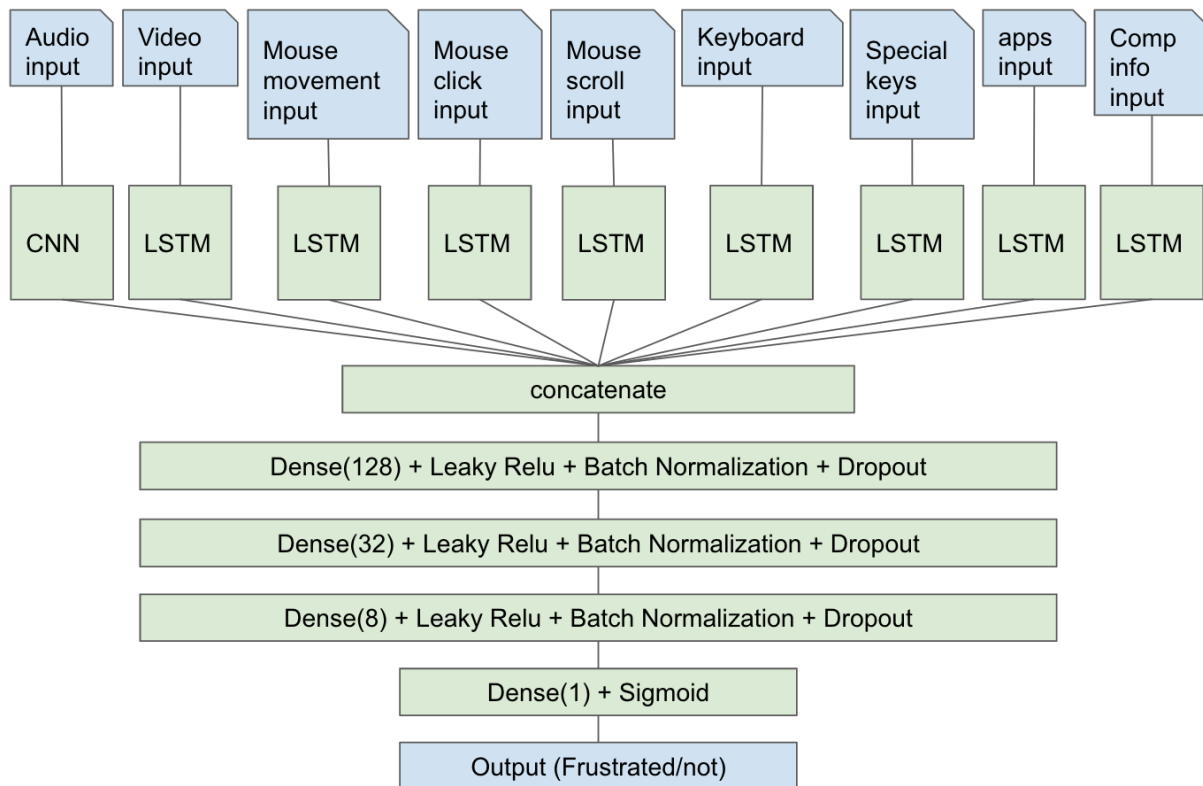 Audio
input
Video
input
Mouse
movement
input
Mouse
click
input
Mouse
scroll
input
Keyboard
input
Special
keys
input
apps
input
Comp
info
input
CNN
LSTM
LSTM
LSTM
LSTM
LSTM
LSTM
LSTM
LSTM
concatenate
Dense(128) + Leaky Relu + Batch Normalization + Dropout
Dense(32) + Leaky Relu + Batch Normalization + Dropout
Dense(8) + Leaky Relu + Batch Normalization + Dropout
Dense(1) + Sigmoid
Output (Frustrated/not)